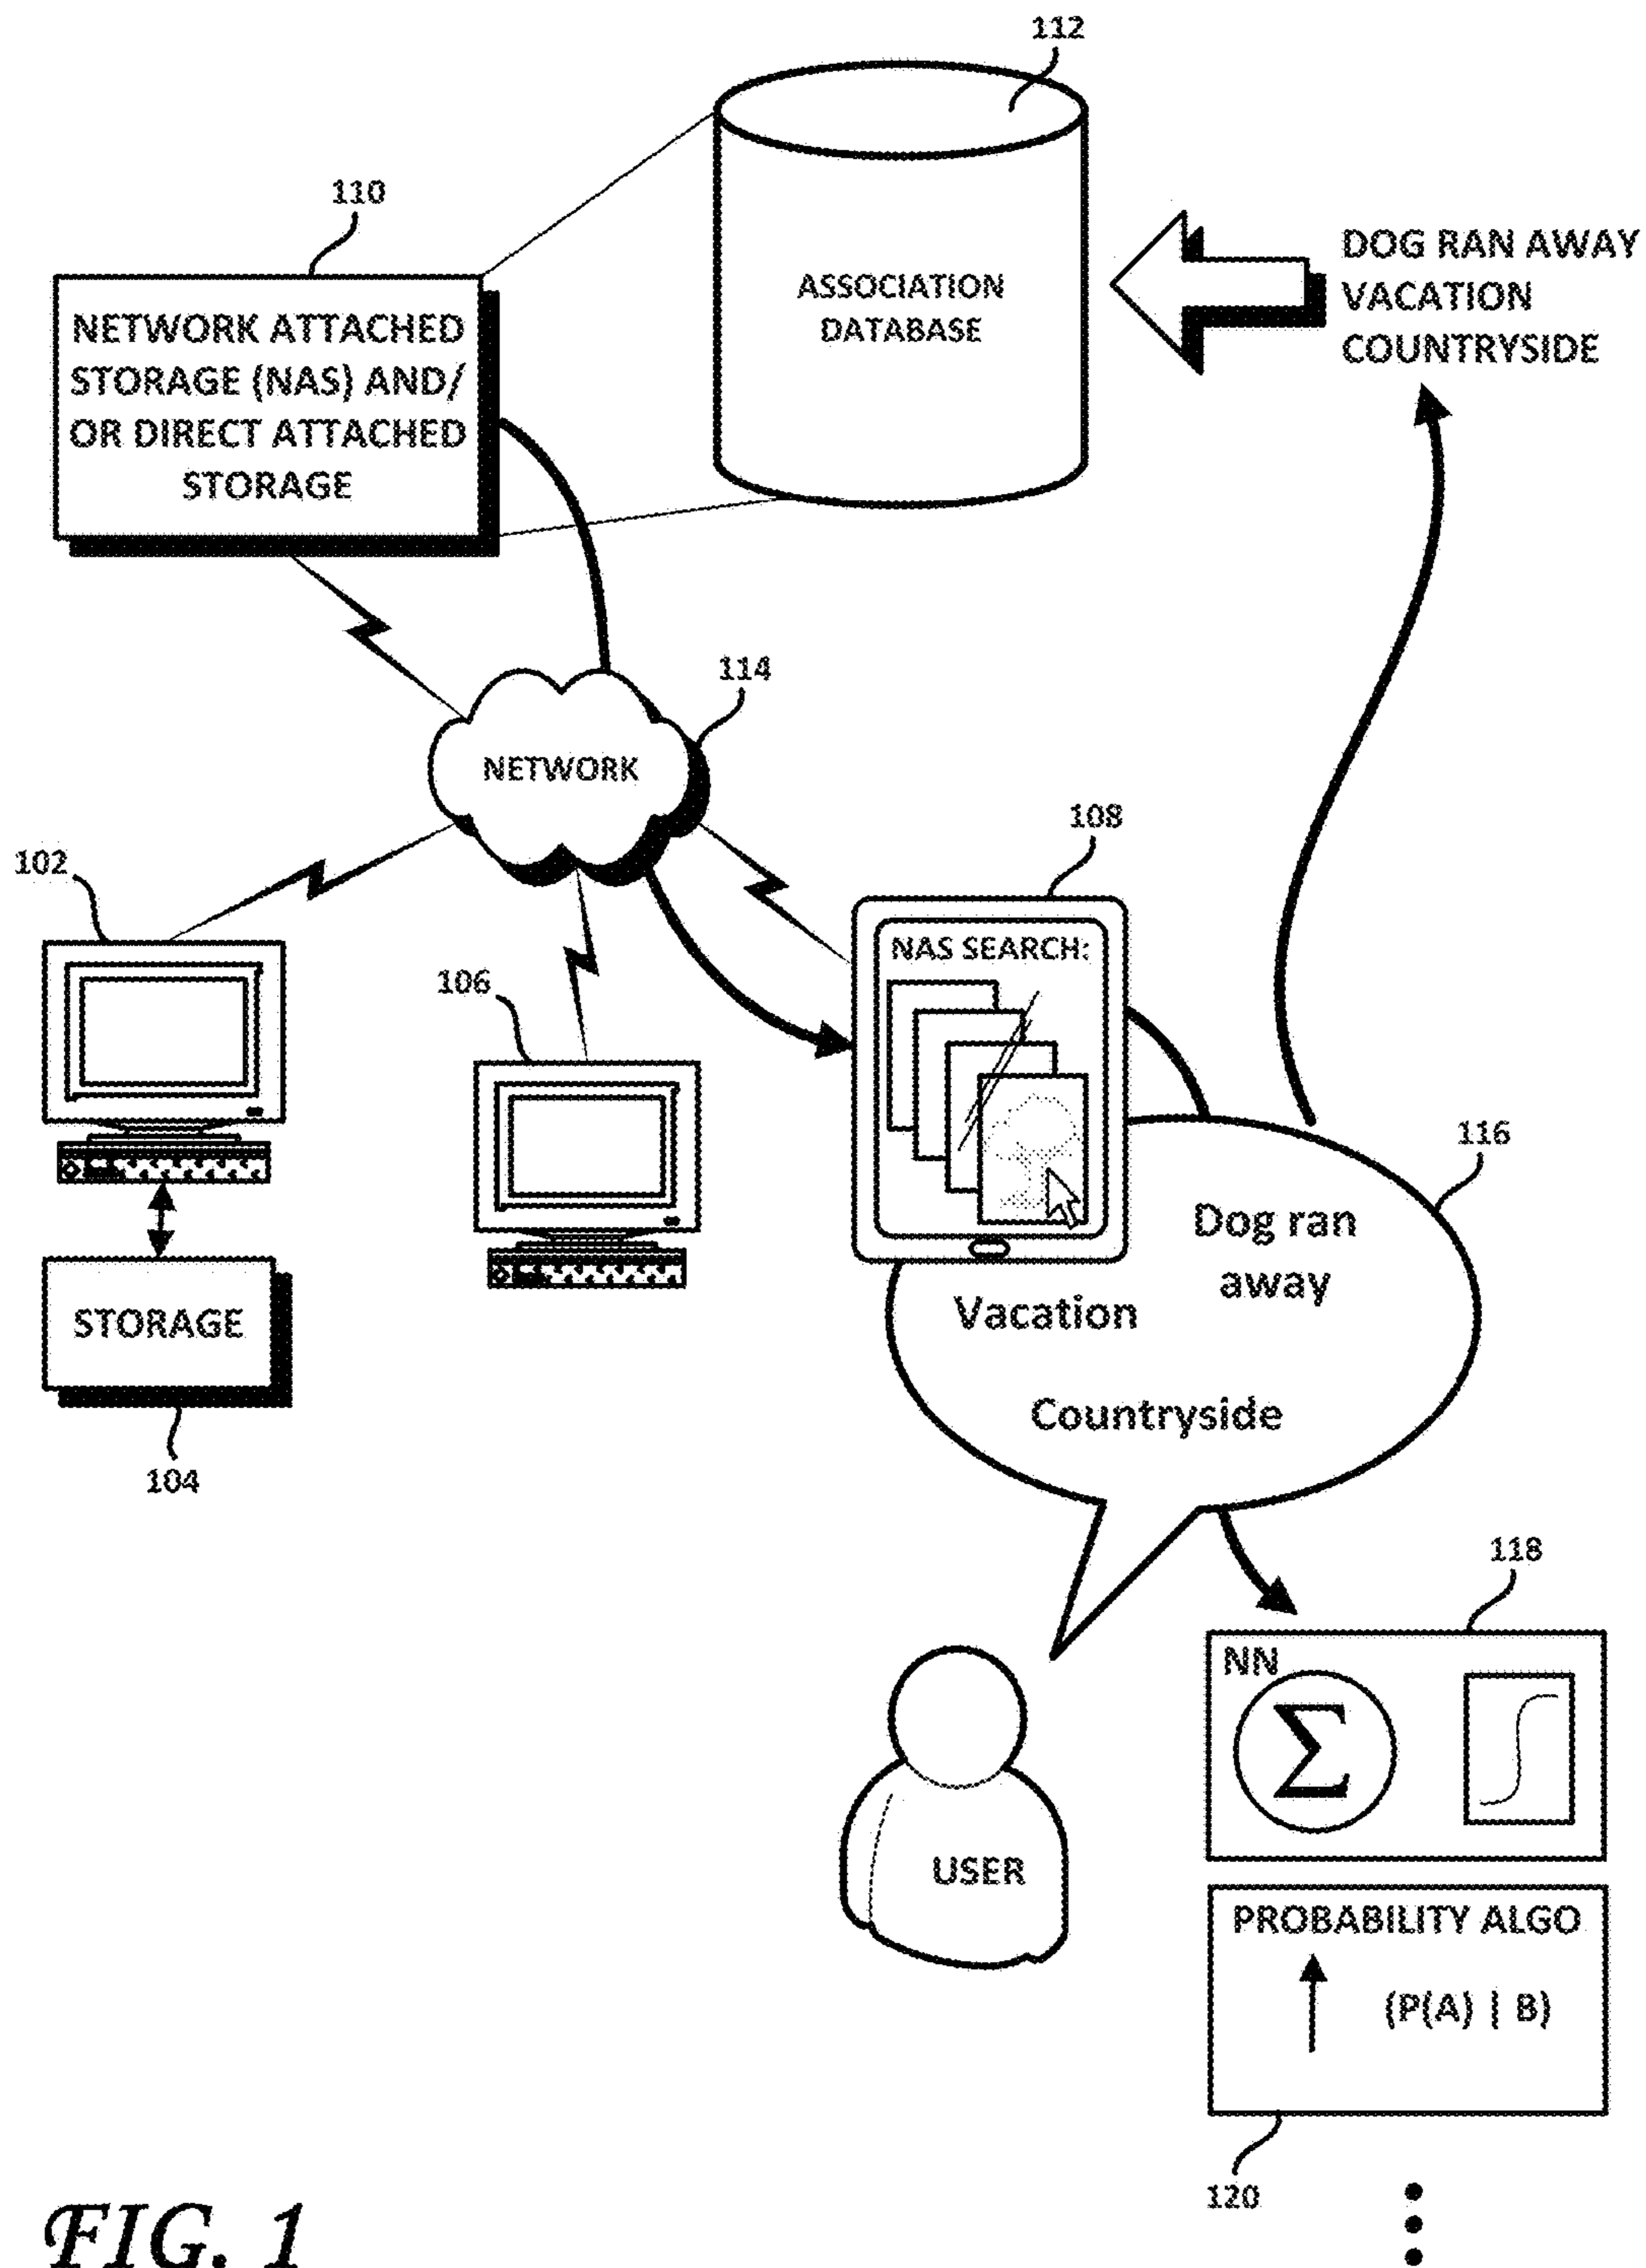 112
110
NETWORK ATTACHED
STORAGE (NAS) AND/
OR DIRECT ATTACHED
STORAGE
ASSOCIATION
DATABASE
DOG RAN AWAY
VACATION
COUNTRYSIDE
114
NETWORK
102
106
108
NAS SEARCH:
116
Dog ran
away
Vacation
Countryside
STORAGE
104
118
NN
Σ
USER
PROBABILITY ALGO
(P(A) | B)
120
FIG. 1